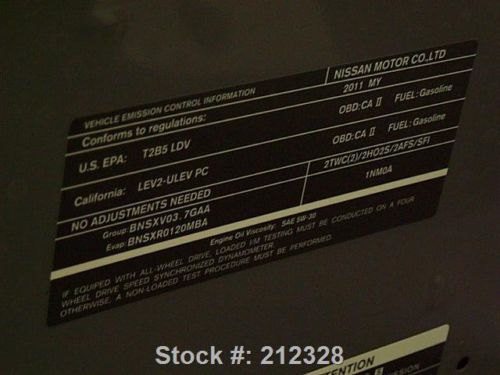 VEHICLE EMISSION CONTROL INFORMATION NISSAN MOTOR CO.,LTD
Conforms to regulations: 2011 MY
U.S. EPA: T2B5 LDV OBD:CA II FUEL:Gasoline
California: LEV2-ULEV PC OBD:CA II FUEL:Gasoline
NO ADJUSTMENTS NEEDED 2TWC(2)/2HO2S/2AFS/SFI
Group:BNSXV03.7GAA 1NM0A
Evap:BNSXR0120MBA
Engine Oil Viscosity: SAE 5W-30
IF EQUIPED WITH ALL-WHEEL DRIVE, LOADED I/M TESTING MUST BE CONDUCTED ON A FOUR
WHEEL DRIVE SPEED SYNCHRONIZED DYNAMOMETER.
OTHERWISE, A NON-LOADED TEST PROCEDURE MUST BE PERFORMED.
Stock #: 212328